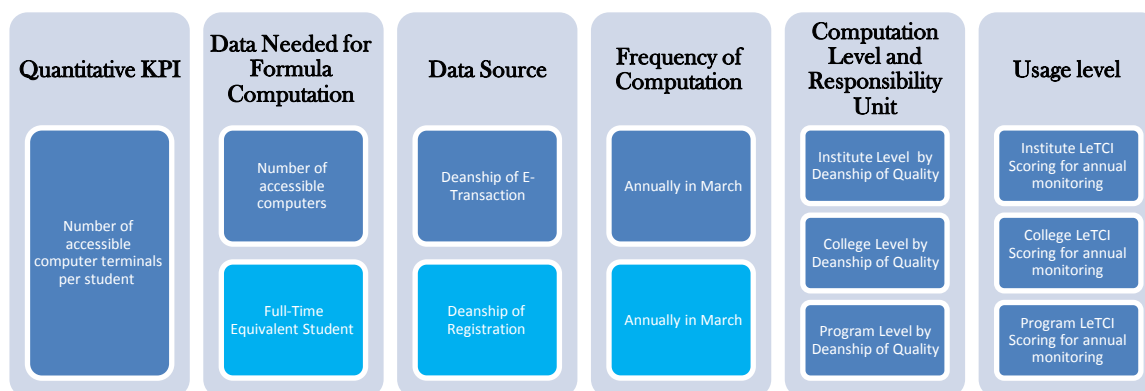 Quantitative KPI
Number of
accessible
computer terminals
per student
Data Needed for
Formula
Computation
Number of
accessible
computers
Full-Time
Equivalent Student
Data Source
Deanship of E-
Transaction
Deanship of
Registration
Frequency of
Computation
Annually in March
Annually in March
Computation
Level and
Responsibility
Unit
Institute Level by
Deanship of Quality
College Level by
Deanship of Quality
Program Level by
Deanship of Quality
Usage level
Institute LeTCI
Scoring for annual
monitoring
College LeTCI
Scoring for annual
monitoring
Program LeTCI
Scoring for annual
monitoring